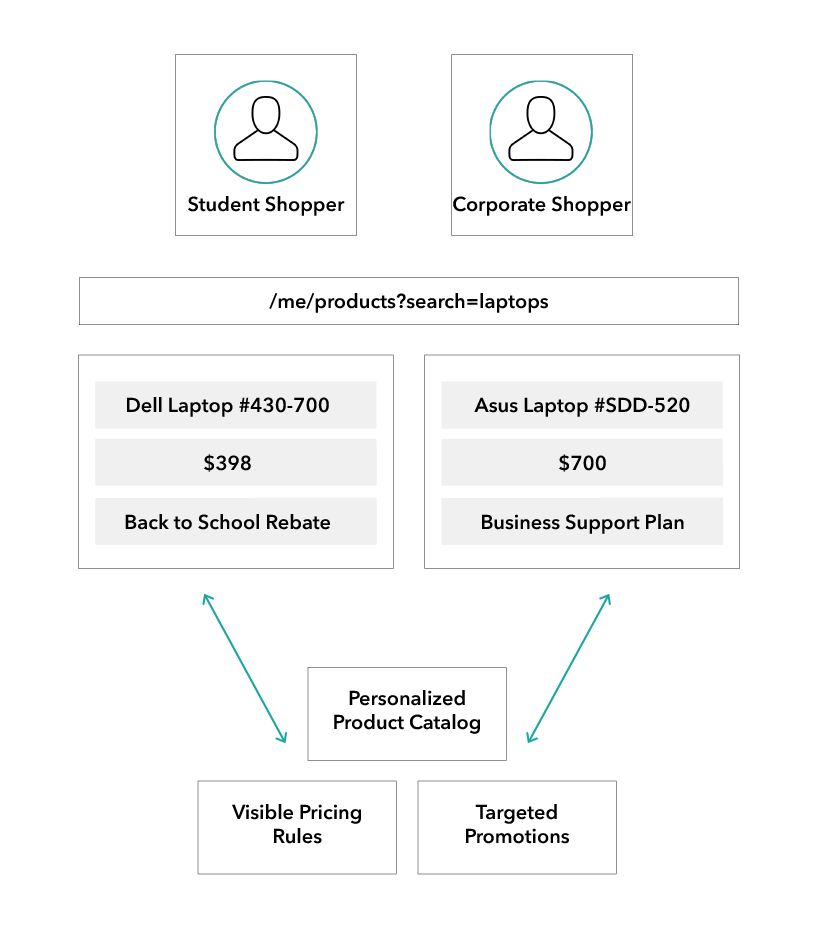 Student Shopper
Corporate Shopper
/me/products?search=laptops
Dell Laptop #430-700
$398
Back to School Rebate
Asus Laptop #SDD-520
$700
Business Support Plan
Personalized
Product Catalog
Visible Pricing
Rules
Targeted
Promotions